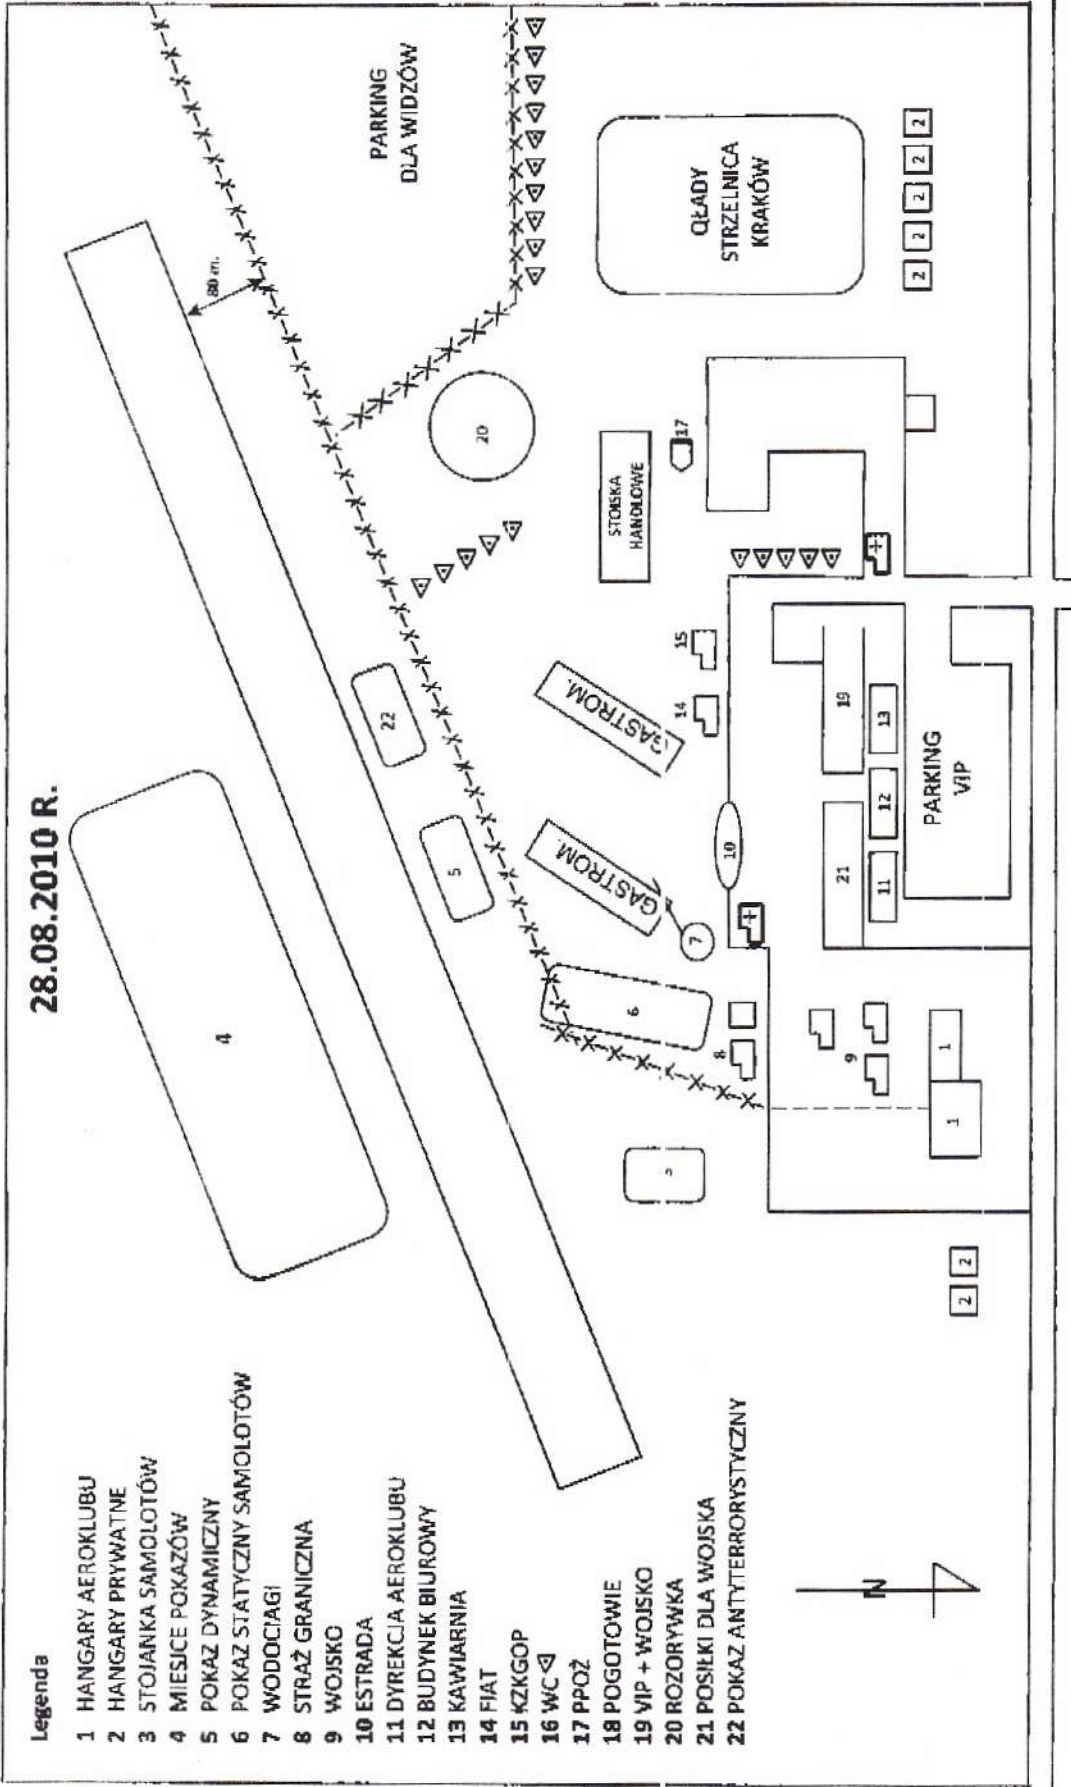 28.08.2010 R.
Legenda
1 HANGARY AEROKLUBU
2 HANGARY PRYWATNE
3 STOJANKA SAMOLOTÓW
4 MIESJCE POKAZÓW
5 POKAZ DYNAMICZNY
6 POKAZ STATYCZNY SAMOLOTÓW
7 WODOCIAGI
8 STRAŻ GRANICZNA
9 WOJSKO
10 ESTRADA
11 DYREKCJA AEROKLUBU
12 BUDYNEK BIUROWY
13 KAWIARNIA
14 FIAT
15 KZKGOP
16 WC
17 PPOŻ
18 POGOTOWIE
19 VIP + WOJSKO
20 ROZORYWKA
21 POSIŁKI DLA WOJSKA
22 POKAZ ANTYTERRORYSTYCZNY
N
4
5
22
80 m.
PARKING
DLA WIDZÓW
20
6
7
GASTROM.
GASTROM.
STOISKA
HANDLOWE
17
QŁADY
STRZELNICA
KRAKÓW
8
9
10
14
15
19
21
11
12
13
PARKING
VIP
1
1
2
2
2
2
2
2
2